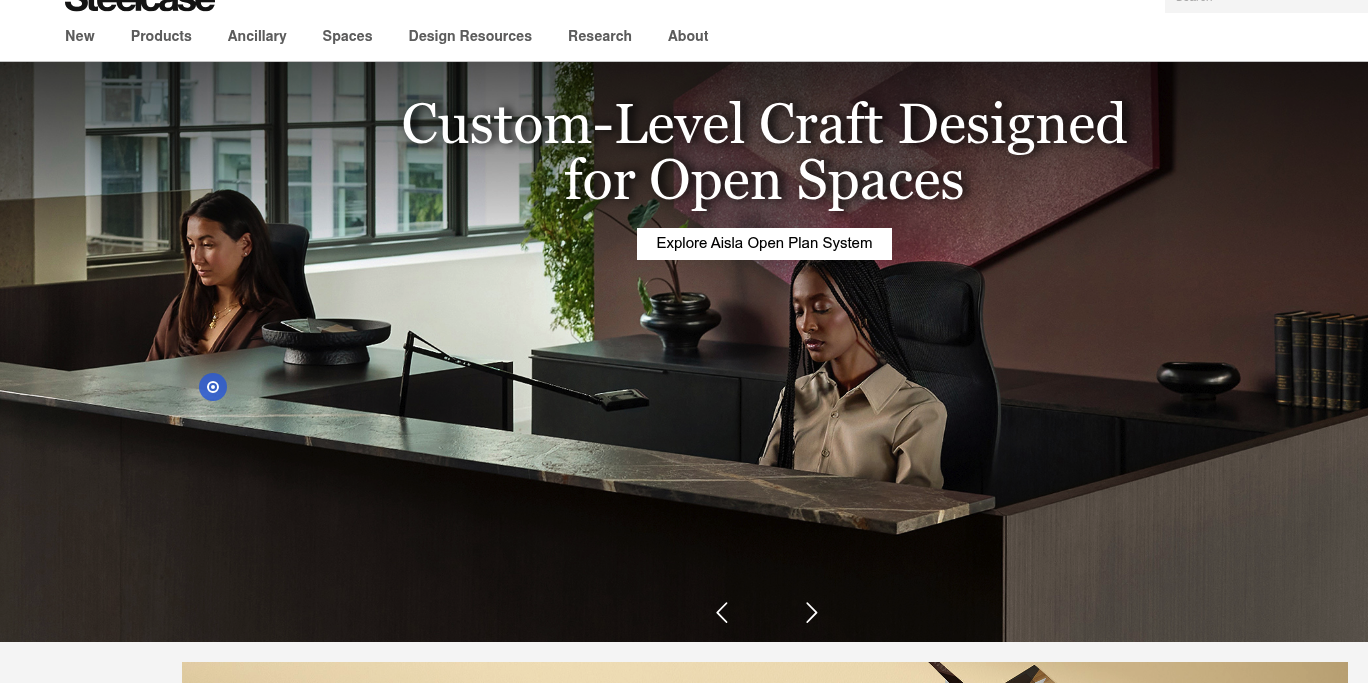 Steelcase
New Products Ancillary Spaces Design Resources Research About
Custom-Level Craft Designed
for Open Spaces
Explore Aisla Open Plan System